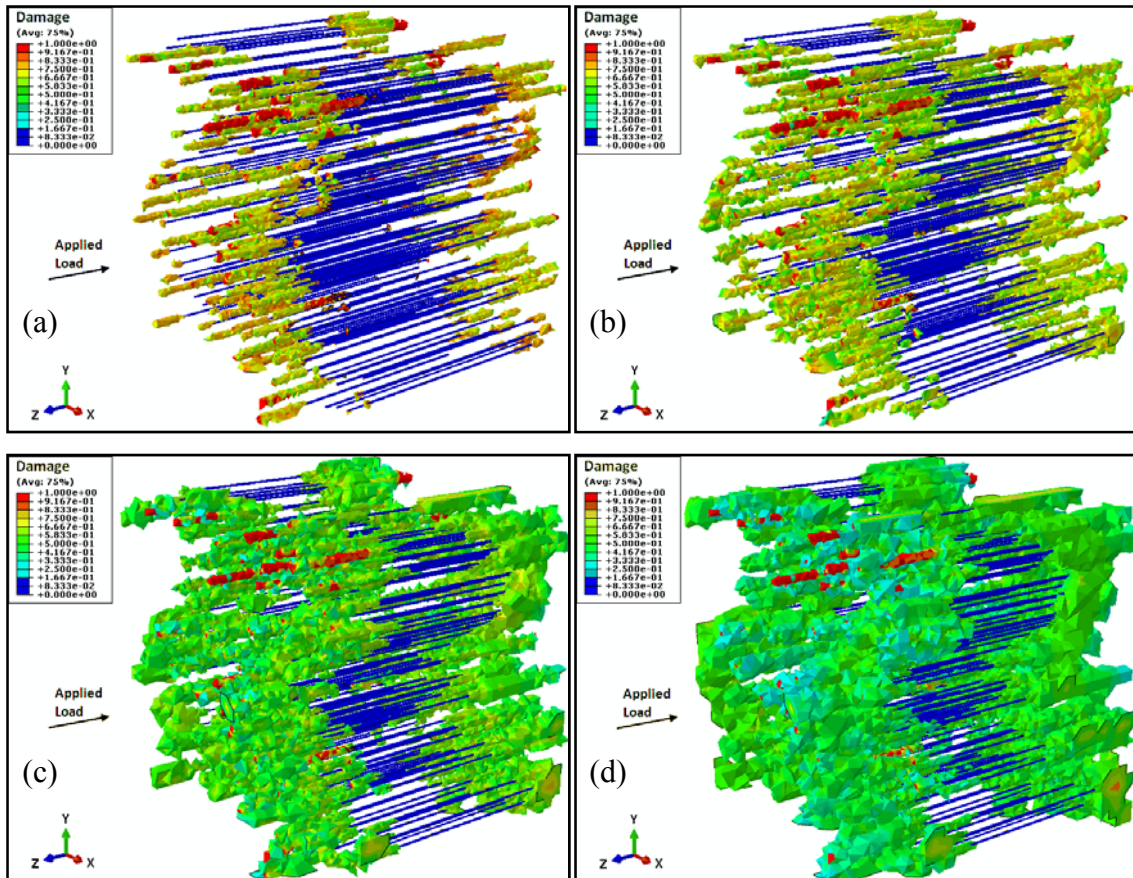 Damage
(Avg: 75%)
+1.000e+00
+9.167e-01
+8.333e-01
+7.500e-01
+6.667e-01
+5.833e-01
+5.000e-01
+4.167e-01
+3.333e-01
+2.500e-01
+1.667e-01
+8.333e-02
+0.000e+00
Applied
Load
(a)
Y
Z
X
Damage
(Avg: 75%)
+1.000e+00
+9.167e-01
+8.333e-01
+7.500e-01
+6.667e-01
+5.833e-01
+5.000e-01
+4.167e-01
+3.333e-01
+2.500e-01
+1.667e-01
+8.333e-02
+0.000e+00
Applied
Load
(b)
Y
Z
X
Damage
(Avg: 75%)
+1.000e+00
+9.167e-01
+8.333e-01
+7.500e-01
+6.667e-01
+5.833e-01
+5.000e-01
+4.167e-01
+3.333e-01
+2.500e-01
+1.667e-01
+8.333e-02
+0.000e+00
Applied
Load
(c)
Y
Z
X
Damage
(Avg: 75%)
+1.000e+00
+9.167e-01
+8.333e-01
+7.500e-01
+6.667e-01
+5.833e-01
+5.000e-01
+4.167e-01
+3.333e-01
+2.500e-01
+1.667e-01
+8.333e-02
+0.000e+00
Applied
Load
(d)
Y
Z
X